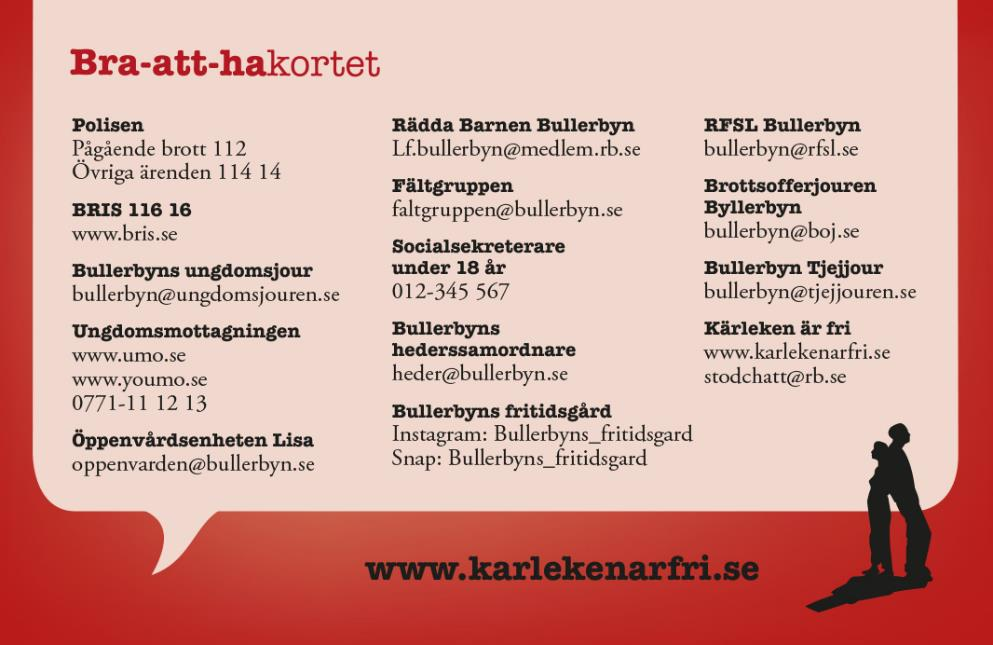 Bra-att-hakortet
Polisen
Pågående brott 112
Övriga ärenden 114 14
BRIS 116 16
www.bris.se
Bullerbyns ungdomsjour
bullerbyn@ungdomsjouren.se
Ungdomsmottagningen
www.umo.se
www.youmo.se
0771-11 12 13
Öppenvårdsenheten Lisa
oppenvarden@bullerbyn.se
Rädda Barnen Bullerbyn
Lf.bullerbyn@medlem.rb.se
Fältgruppen
faltgruppen@bullerbyn.se
Socialsekreterare
under 18 år
012-345 567
Bullerbyns
hederssamordnare
heder@bullerbyn.se
Bullerbyns fritidsgård
Instagram: Bullerbyns_fritidsgard
Snap: Bullerbyns_fritidsgard
RFSL Bullerbyn
bullerbyn@rfsl.se
Brottsofferjouren
Byllerbyn
bullerbyn@boj.se
Bullerbyn Tjejjour
bullerbyn@tjejjouren.se
Kärleken är fri
www.karlekenarfri.se
stodchatt@rb.se
www.karlekenarfri.se